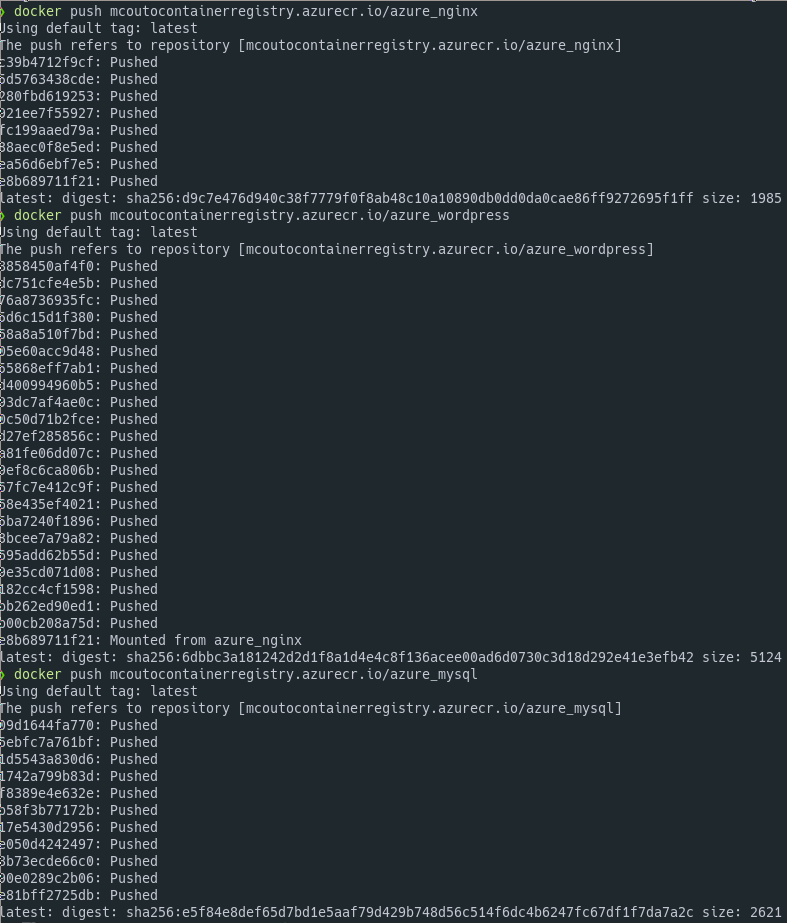 ❯ docker push mcoutocontainerregistry.azurecr.io/azure_nginx
Using default tag: latest
The push refers to repository [mcoutocontainerregistry.azurecr.io/azure_nginx]
c39b4712f9cf: Pushed
5d5763438cde: Pushed
280fbd619253: Pushed
921ee7f55927: Pushed
fc199aaed79a: Pushed
88aec0f8e5ed: Pushed
ea56d6ebf7e5: Pushed
e8b689711f21: Pushed
latest: digest: sha256:d9c7e476d940c38f7779f0f8ab48c10a10890db0dd0da0cae86ff9272695f1ff size: 1985
❯ docker push mcoutocontainerregistry.azurecr.io/azure_wordpress
Using default tag: latest
The push refers to repository [mcoutocontainerregistry.azurecr.io/azure_wordpress]
3858450af4f0: Pushed
dc751cfe4e5b: Pushed
76a8736935fc: Pushed
5d6c15d1f380: Pushed
58a8a510f7bd: Pushed
05e60acc9d48: Pushed
65868eff7ab1: Pushed
d400994960b5: Pushed
93dc7af4ae0c: Pushed
0c50d71b2fce: Pushed
d27ef285856c: Pushed
a81fe06dd07c: Pushed
9ef8c6ca806b: Pushed
57fc7e412c9f: Pushed
58e435ef4021: Pushed
5ba7240f1896: Pushed
8bcee7a79a82: Pushed
595add62b55d: Pushed
9e35cd071d08: Pushed
182cc4cf1598: Pushed
bb262ed90ed1: Pushed
b00cb208a75d: Pushed
e8b689711f21: Mounted from azure_nginx
latest: digest: sha256:6dbbc3a181242d2d1f8a1d4e4c8f136acee00ad6d0730c3d18d292e41e3efb42 size: 5124
❯ docker push mcoutocontainerregistry.azurecr.io/azure_mysql
Using default tag: latest
The push refers to repository [mcoutocontainerregistry.azurecr.io/azure_mysql]
09d1644fa770: Pushed
5ebfc7a761bf: Pushed
1d5543a830d6: Pushed
1742a799b83d: Pushed
f8389e4e632e: Pushed
b58f3b77172b: Pushed
17e5430d2956: Pushed
e050d4242497: Pushed
8b73ecde66c0: Pushed
90e0289c2b06: Pushed
e81bff2725db: Pushed
latest: digest: sha256:e5f84e8def65d7bd1e5aaf79d429b748d56c514f6dc4b6247fc67df1f7da7a2c size: 2621